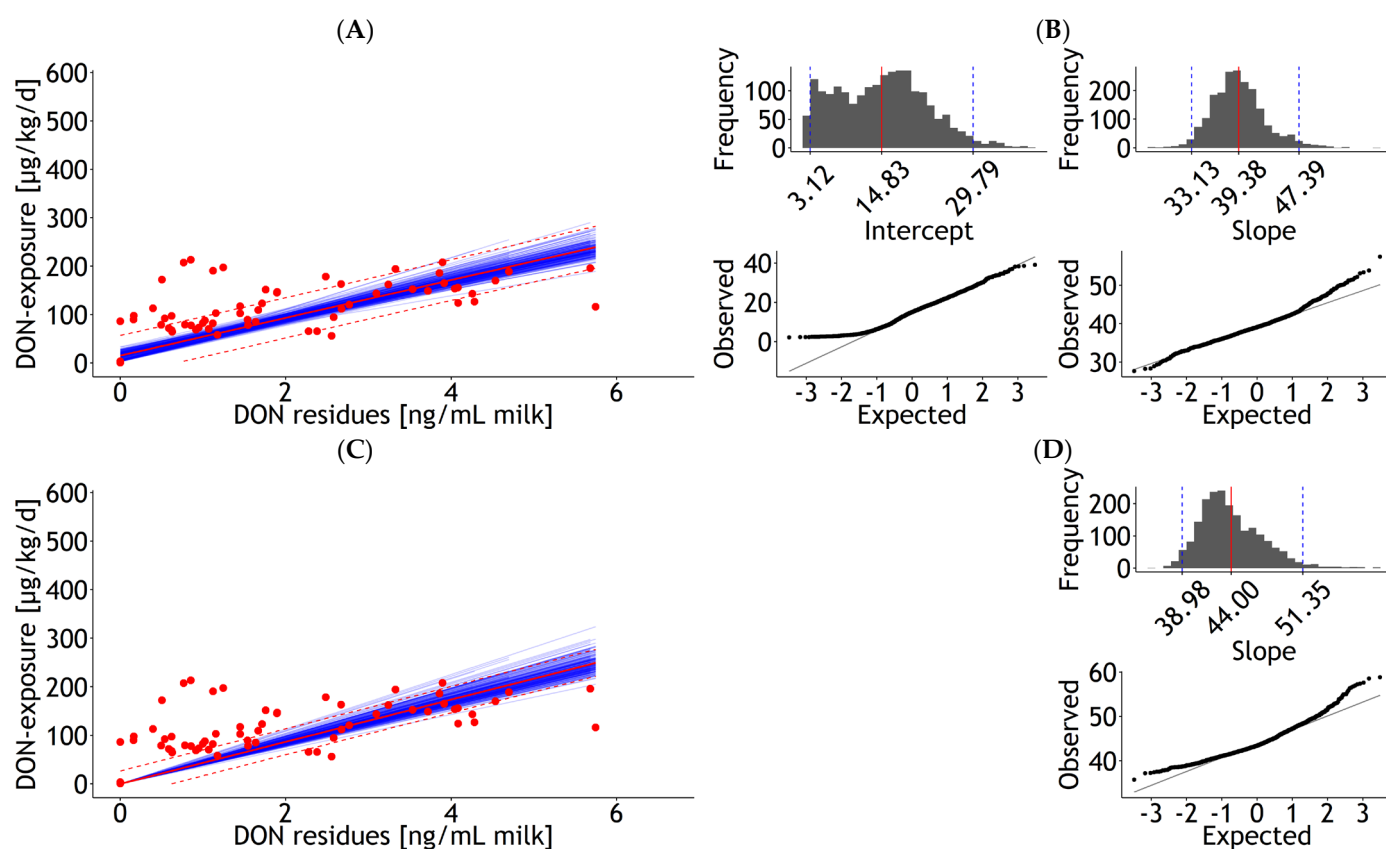 (A)
DON-exposure [µg/kg/d]
600
500
400
300
200
100
0
0 2 4 6
DON residues [ng/mL milk]
(B)
Frequency
100
50
0
3.12 14.83 29.79
Intercept
Frequency
200
100
0
33.13 39.38 47.39
Slope
Observed
40
20
0
-3 -2 -1 0 1 2 3
Expected
Observed
50
40
30
-3 -2 -1 0 1 2 3
Expected
(C)
DON-exposure [µg/kg/d]
600
500
400
300
200
100
0
0 2 4 6
DON residues [ng/mL milk]
(D)
Frequency
200
100
0
38.98 44.00 51.35
Slope
Observed
60
50
40
-3 -2 -1 0 1 2 3
Expected